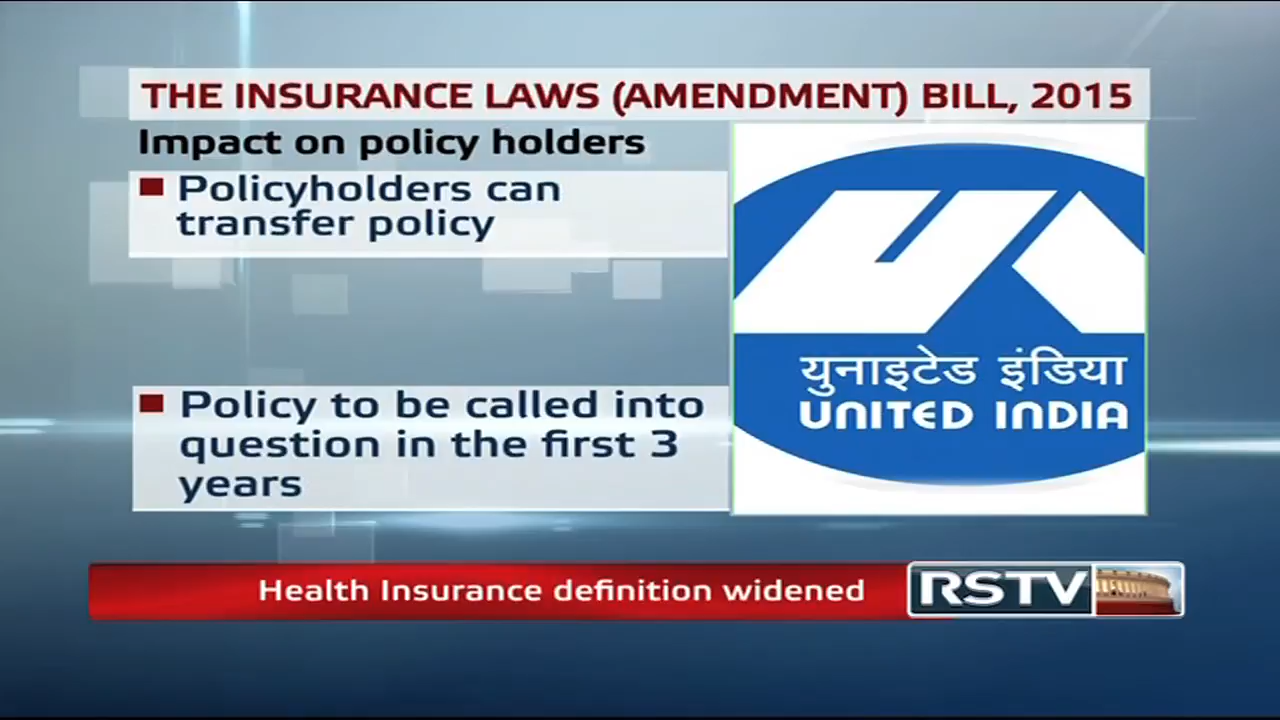 THE INSURANCE LAWS (AMENDMENT) BILL, 2015
Impact on policy holders
Policyholders can
transfer policy
Policy to be called into
question in the first 3
years
युनाइटेड इंडिया
UNITED INDIA
Health Insurance definition widened
RSTV